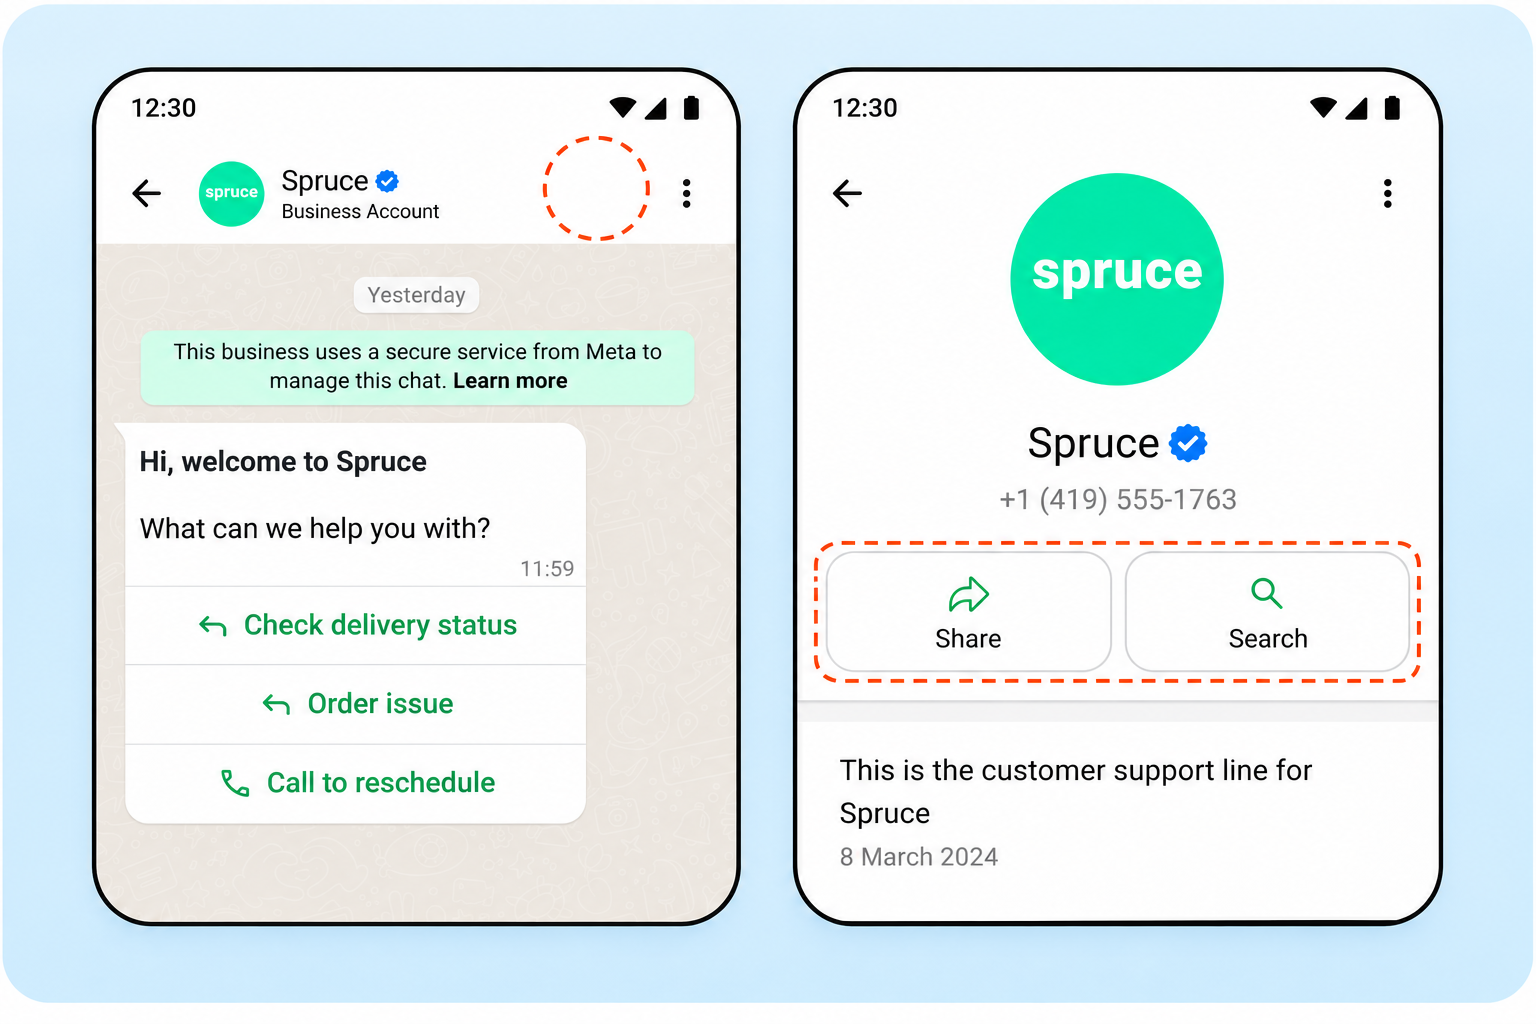 12:30
spruce
Spruce
Business Account
Yesterday
This business uses a secure service from Meta to
manage this chat. Learn more
Hi, welcome to Spruce
What can we help you with?
11:59
Check delivery status
Order issue
Call to reschedule
12:30
spruce
Spruce
+1 (419) 555-1763
Share
Search
This is the customer support line for
Spruce
8 March 2024